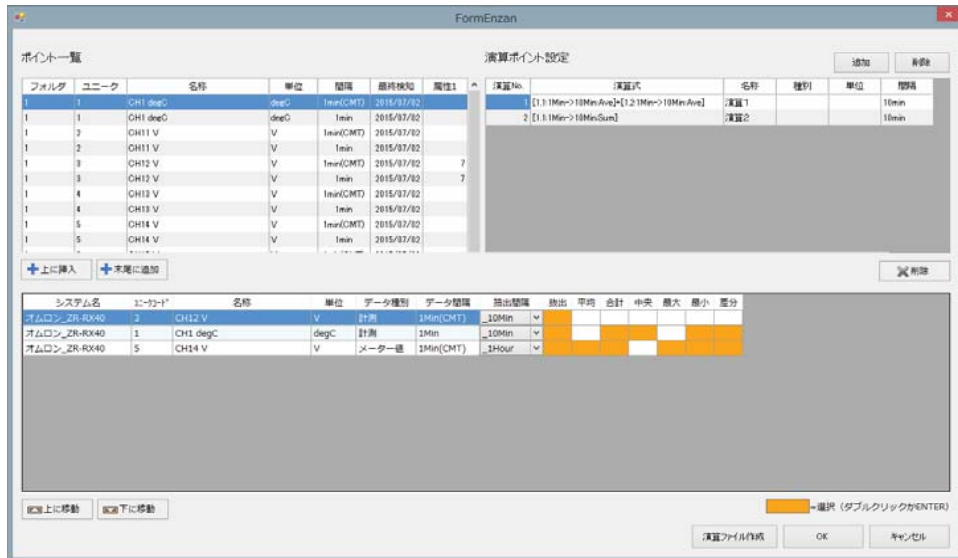 FormEnzan
ポイント一覧
フォルダ ユニーク 名称 単位 間隔 最終検知 属性1
1 1 CH1 degC degC 1min(CMT) 2015/07/02
1 1 CH1 degC degC 1min 2015/07/02
1 2 CH11 V V 1min(CMT) 2015/07/02
1 2 CH11 V V 1min 2015/07/02
1 3 CH12 V V 1min(CMT) 2015/07/02 7
1 3 CH12 V V 1min 2015/07/02 7
1 4 CH13 V V 1min(CMT) 2015/07/02
1 4 CH13 V V 1min 2015/07/02
1 5 CH14 V V 1min(CMT) 2015/07/02
1 5 CH14 V V 1min 2015/07/02
演算ポイント設定
追加 削除
演算No. 演算式 名称 種別 単位 間隔
1 [1.1:1Min->10Min:Ave]+[1.2:1Min->10Min:Ave] 演算1 10min
2 [1.1:1Min->10Min:Sum] 演算2 10min
上に挿入 末尾に追加 削除
システム名 ユニークコード 名称 単位 データ種別 データ間隔 抽出間隔 抜出 平均 合計 中央 最大 最小 差分
オムロン_ZR-RX40 3 CH12 V V 計測 1Min(CMT) _10Min
オムロン_ZR-RX40 1 CH1 degC degC 計測 1Min _10Min
オムロン_ZR-RX40 5 CH14 V V メーター値 1Min(CMT) _1Hour
上に移動 下に移動
=選択（ダブルクリックかENTER）
演算ファイル作成 OK キャンセル